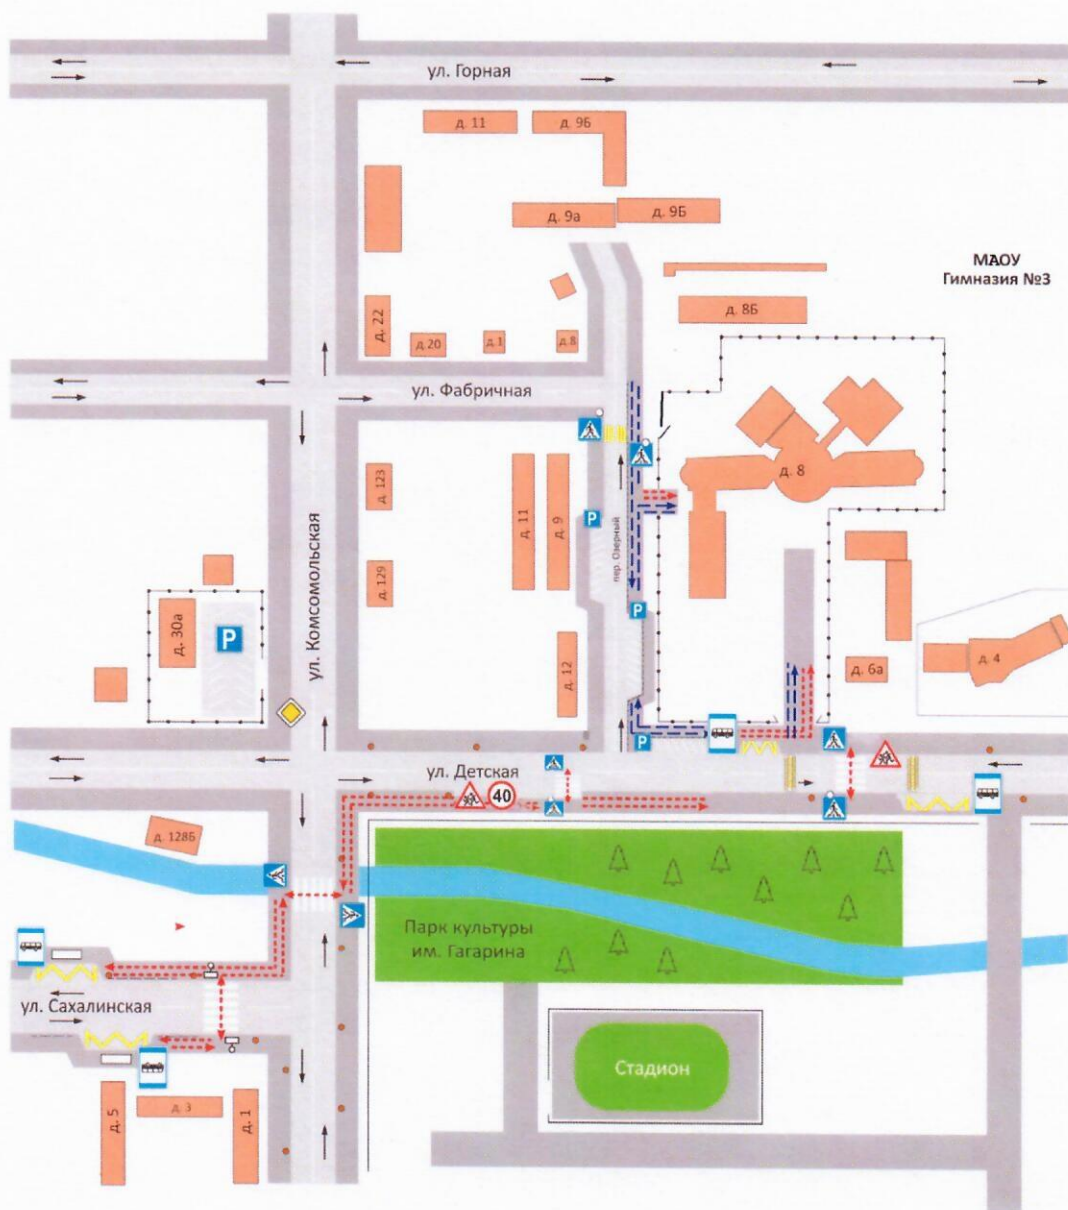 ул. Горная
д. 11
д. 9Б
д. 9а
д. 9Б
МАОУ
Гимназия №3
д. 22
д. 20
д.1
д.8
д. 8Б
ул. Фабричная
д. 123
д. 11
д. 9
д. 8
P
пер. Озерный
ул. Комсомольская
д. 129
д. 30а
P
P
д. 12
д. 6а
д. 4
P
ул. Детская
40
д. 128Б
Парк культуры
им. Гагарина
ул. Сахалинская
Стадион
д. 5
д. 3
д. 1